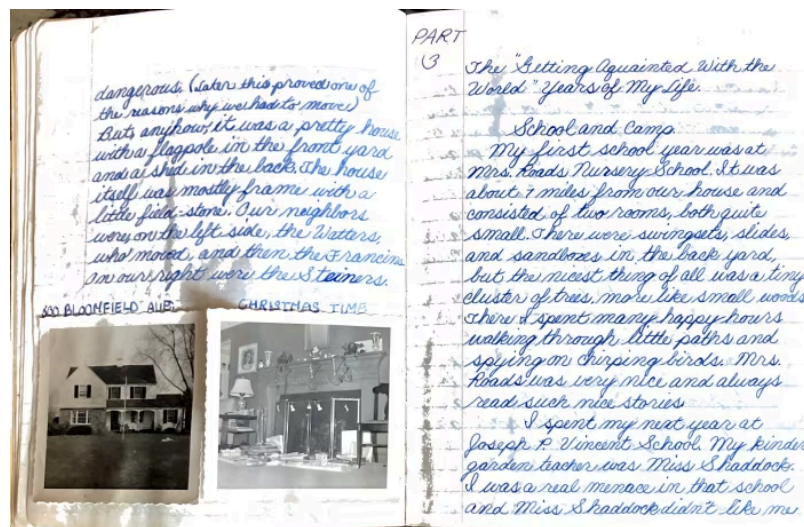 dangerous. (Later this proved one of
the reasons why we had to move)
But, anyhow, it was a pretty house
with a flagpole in the front yard
and a shed in the back. The house
itself was mostly frame with a
little field-stone. Our neighbors
were on the left side, the Watters,
who moved, and then the Francins
on our right were the Steiners.
BLOOMFIELD AVE.
CHRISTMAS TIME
PART
3
The "Getting Aquainted With the
World" Years of My Life.
School and Camp
My first school year was at
Mrs. Roads Nursery School. It was
about 7 miles from our house and
consisted of two rooms, both quite
small. There were swingsets, slides,
and sandboxes in the back yard,
but the nicest thing of all was a tiny
cluster of trees, more like small woods
There I spent many happy hours
walking through little paths and
spying on chirping birds. Mrs.
Roads was very nice and always
read such nice stories
I spent my next year at
Joseph P. Vincent School. My kinder
garden teacher was Miss Shaddock.
I was a real menace in that school
and Miss Shaddock didn't like me